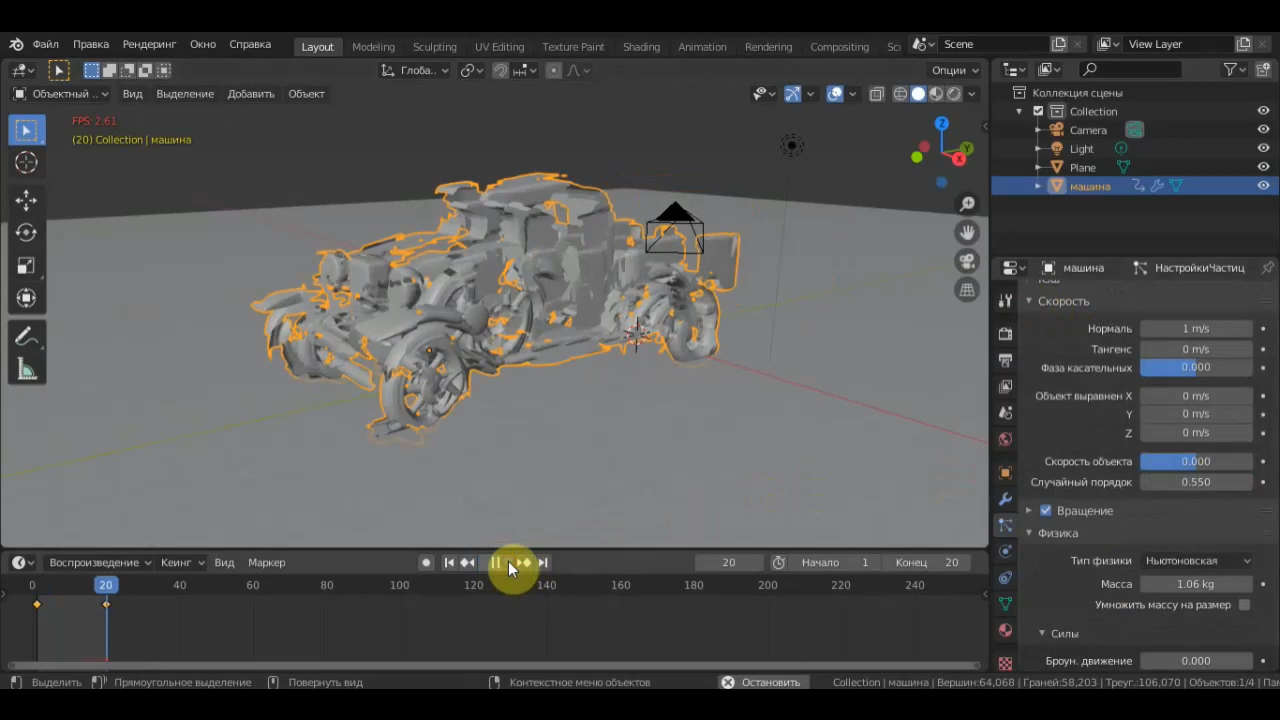 Файл Правка Рендеринг Окно Справка Layout Modeling Sculpting UV Editing Texture Paint Shading Animation Rendering Compositing Sc Scene View Layer
Глоба.. Опции
Объектный .. Вид Выделение Добавить Объект
Коллекция сцены
Collection
Camera
Light
Plane
машина
FPS: 2.61
(20) Collection | машина
Z
Y
X
машина НастройкиЧастиц
Скорость
Нормаль 1 m/s
Тангенс 0 m/s
Фаза касательных 0.000
Объект выравнен X 0 m/s
Y 0 m/s
Z 0 m/s
Скорость объекта 0.000
Случайный порядок 0.550
Вращение
Физика
Тип физики Ньютоновская
Масса 1.06 kg
Умножить массу на размер
Силы
Броун. движение 0.000
Воспроизведение Кеинг Вид Маркер 20 Начало 1 Конец 20
0 20 40 60 80 100 120 140 160 180 200 220 240
Выделить Прямоугольное выделение Повернуть вид Контекстное меню объектов Остановить Collection | машина | Вершин:64,068 | Граней:58,203 | Треуг.:106,070 | Объектов:1/4 | Пам